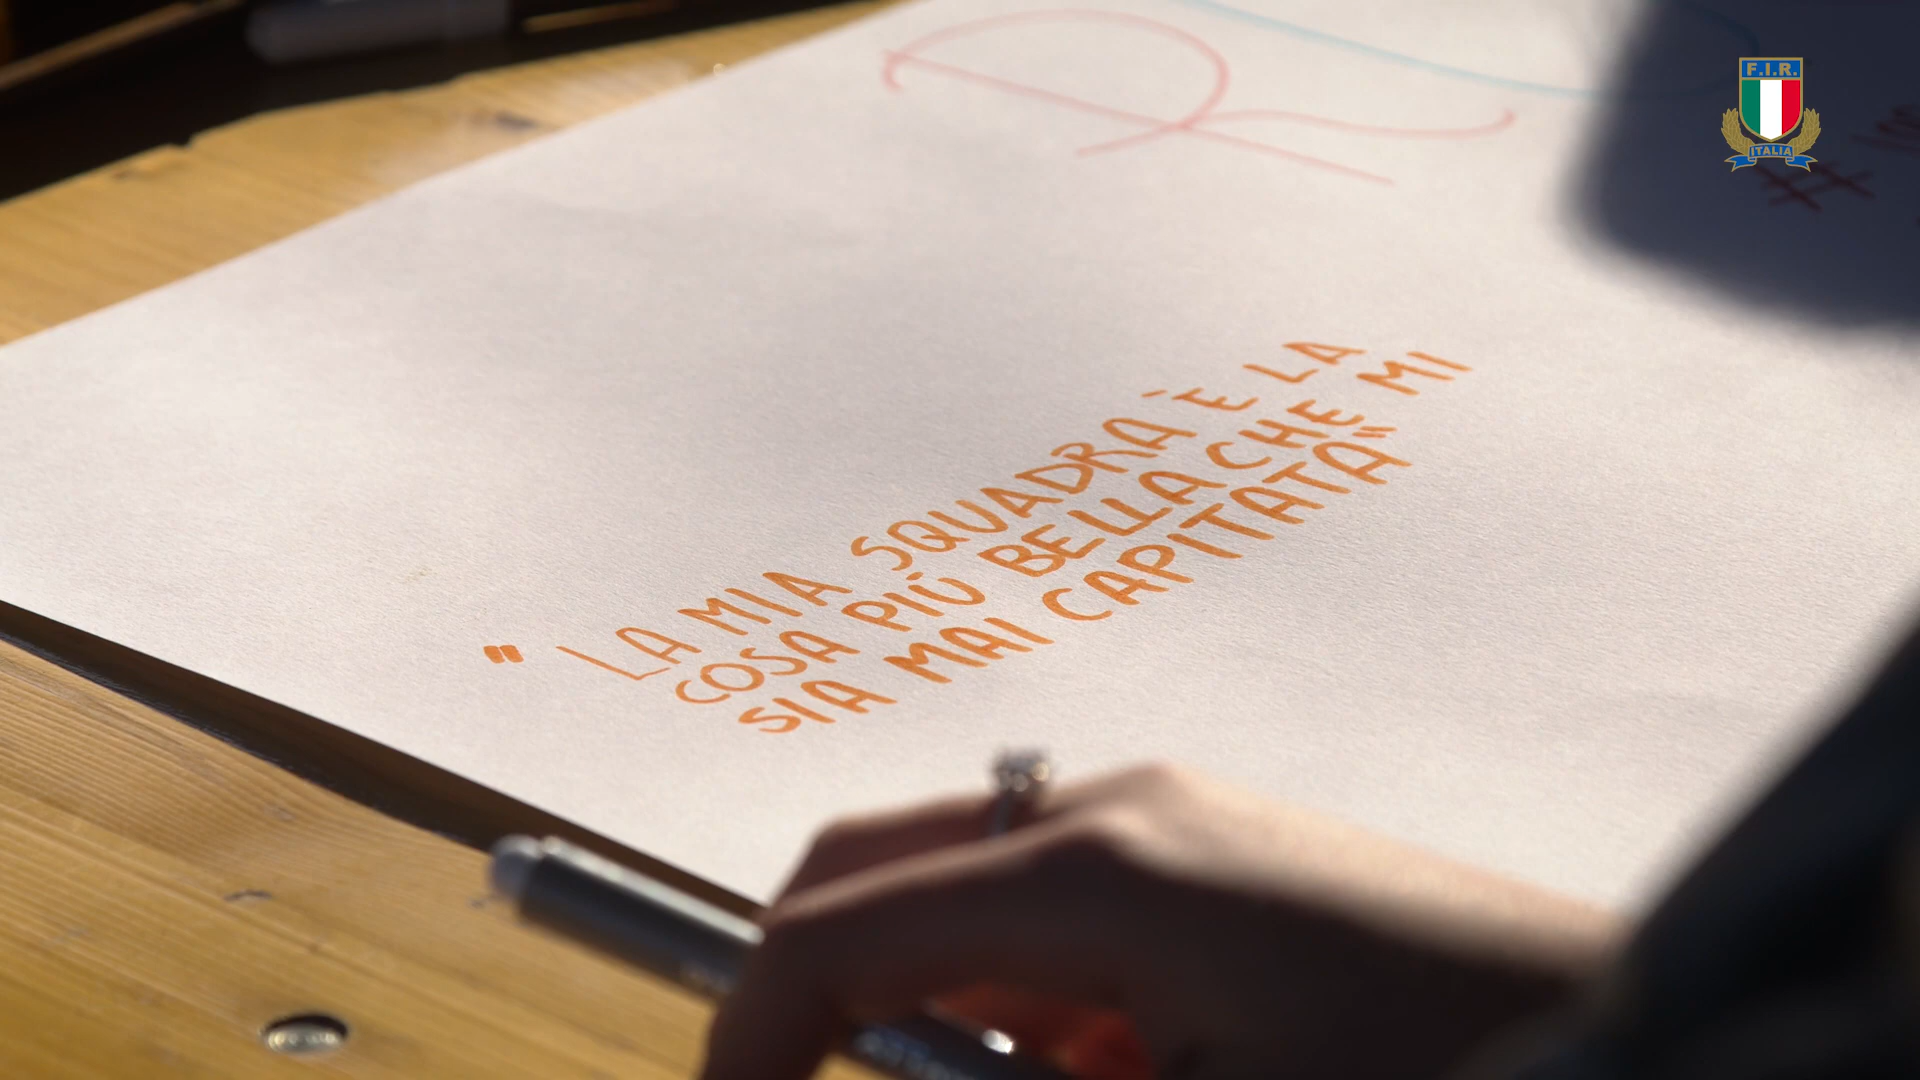 F.I.R.
ITALIA
R
#
"LA MIA SQUADRA È LA
COSA PIÙ BELLA CHE MI
SIA MAI CAPITATA"